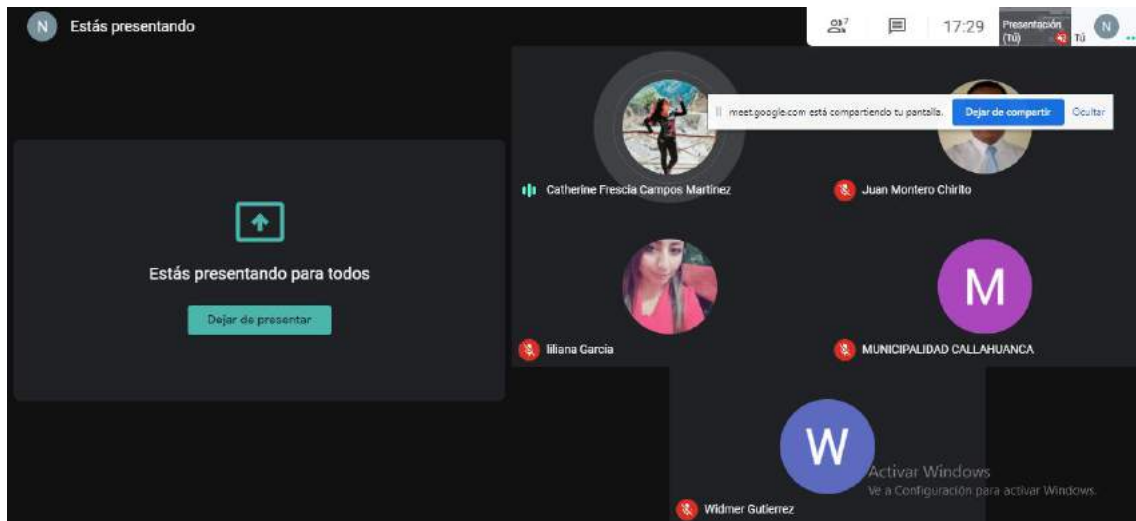 N Estás presentando
7
17:29
Presentación
(Tú)
Tú
N
meet.google.com está compartiendo tu pantalla.
Dejar de compartir
Ocultar
Catherine Frescia Campos Martinez
Juan Montero Chirito
Estás presentando para todos
Dejar de presentar
M
liliana Garcia
MUNICIPALIDAD CALLAHUANCA
W
Activar Windows
Ve a Configuración para activar Windows.
Widmer Gutierrez